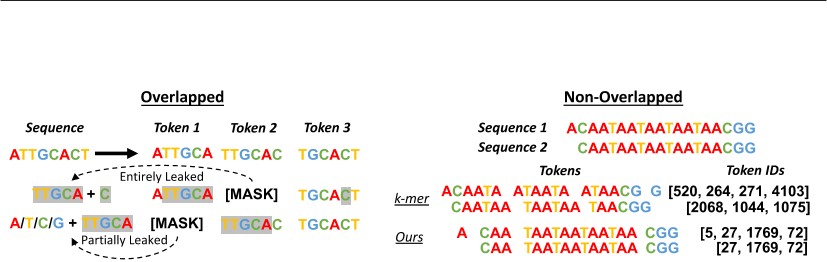 Overlapped
Sequence Token 1 Token 2 Token 3
ATTGCACT ATTGCA TTGCAC TGCACT
Entirely Leaked
TTGCA + C ATTGCA [MASK] TGCACT
A/T/C/G + TTGCA [MASK] TTGCAC
Partially Leaked
Non-Overlapped
Sequence 1 ACAATAATAATAATAACGG
Sequence 2 CAATAATAATAATAACGG
Tokens Token IDs
k-mer ACAATA ATAATA ATAACG G [520, 264, 271, 4103]
CAATAA TAATAA TAACGG [2068, 1044, 1075]
Ours A CAA TAATAATAATAA CGG [5, 27, 1769, 72]
CAA TAATAATAATAA CGG [27, 1769, 72]